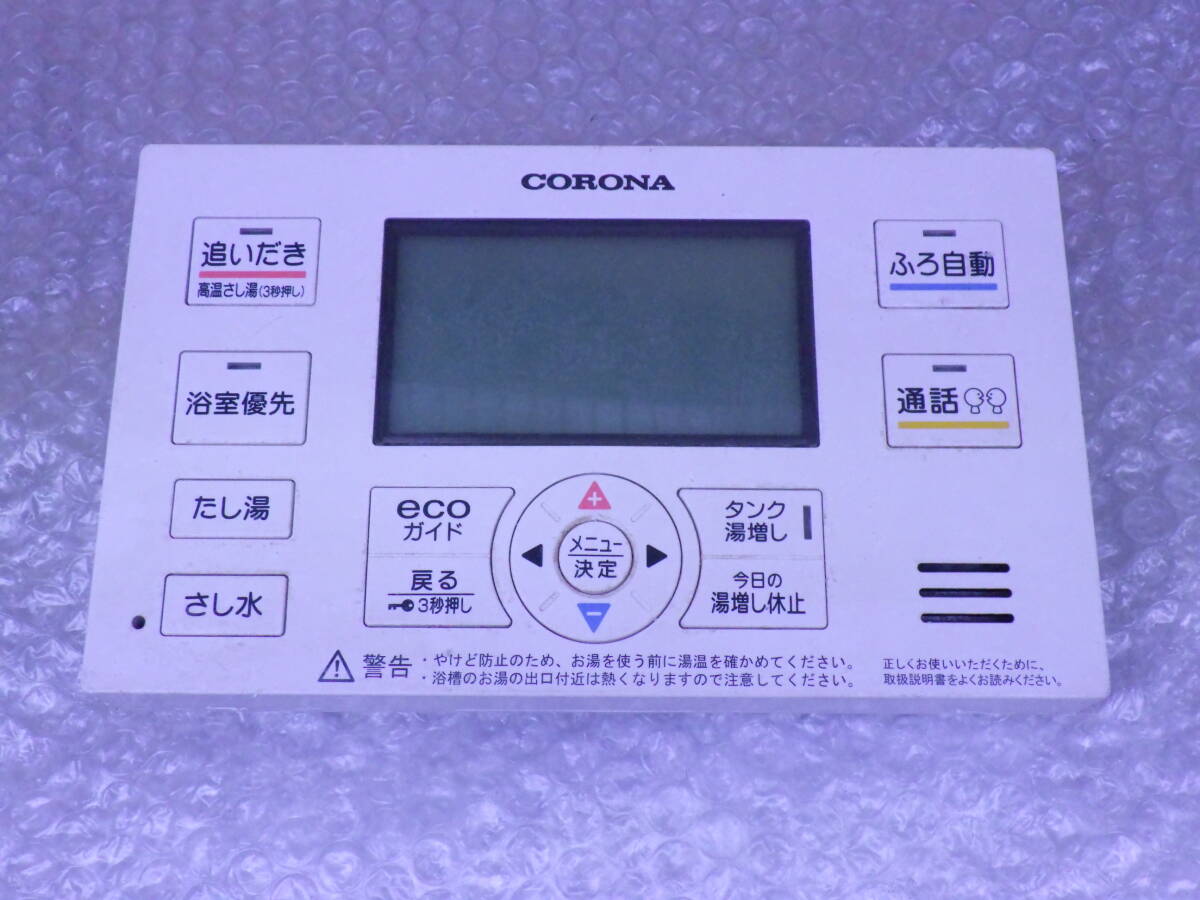 CORONA
追いだき
高温さし湯(3秒押し)
浴室優先
たし湯
さし水
eco
ガイド
戻る
3秒押し
+
メニュー
決定
−
タンク
湯増し
今日の
湯増し休止
ふろ自動
通話
警告
・やけど防止のため、お湯を使う前に湯温を確かめてください。
・浴槽のお湯の出口付近は熱くなりますので注意してください。
正しくお使いいただくために、
取扱説明書をよくお読みください。